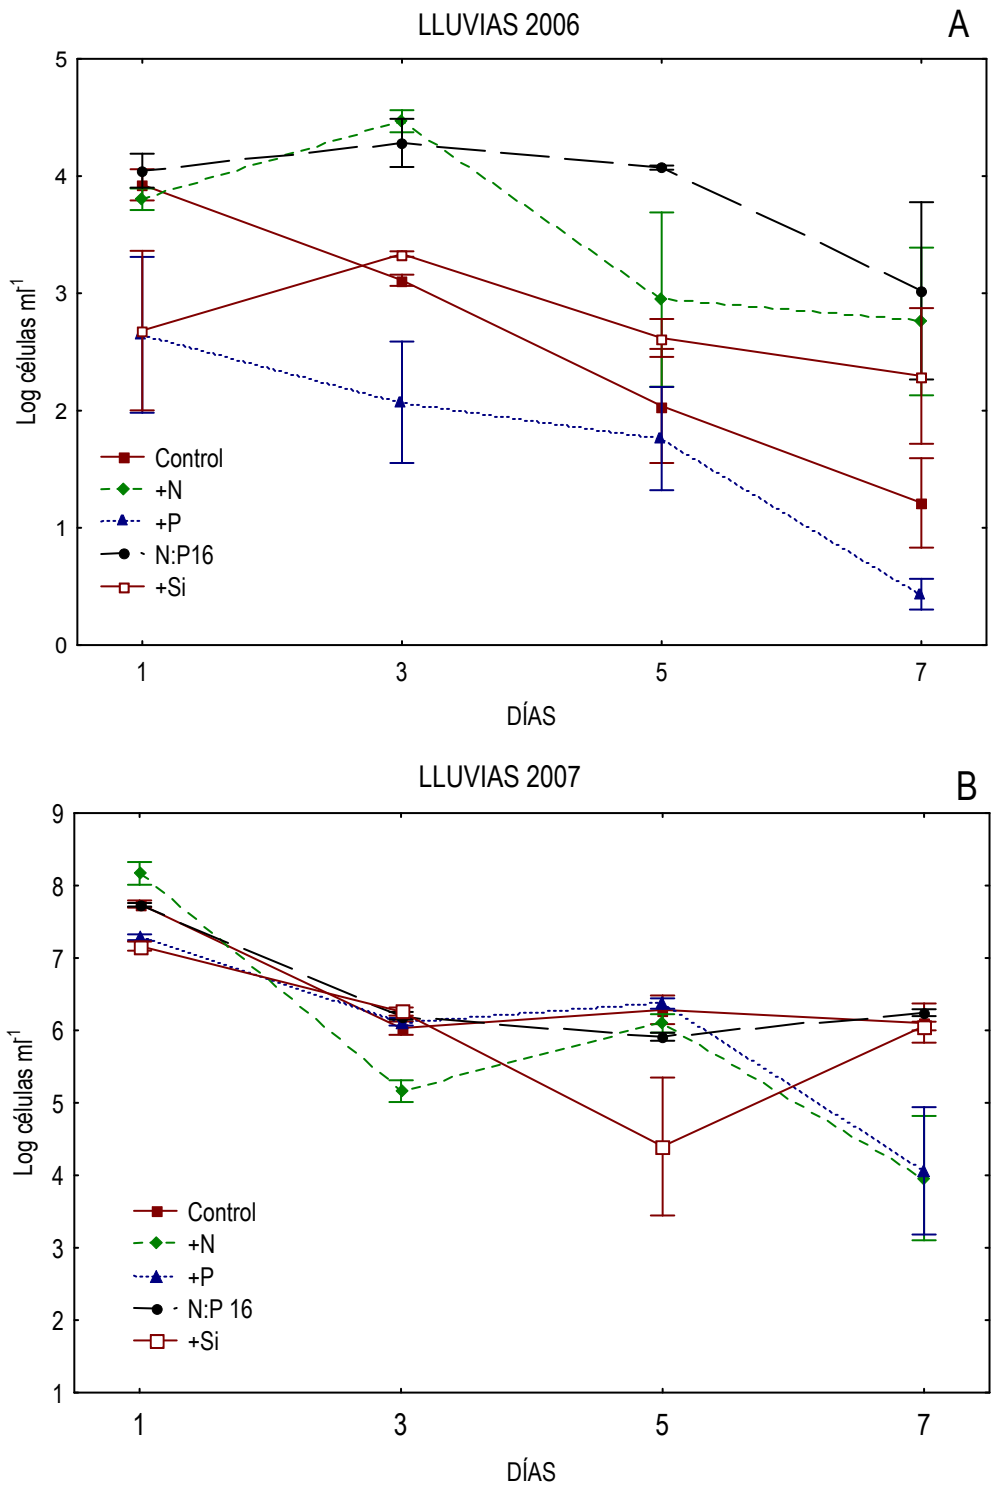 LLUVIAS 2006
A
5
4
3
2
1
0
Log células ml-1
Control
+N
+P
N:P16
+Si
1 3 5 7
DÍAS
LLUVIAS 2007
B
9
8
7
6
5
4
3
2
1
Log células ml-1
Control
+N
+P
N:P 16
+Si
1 3 5 7
DÍAS